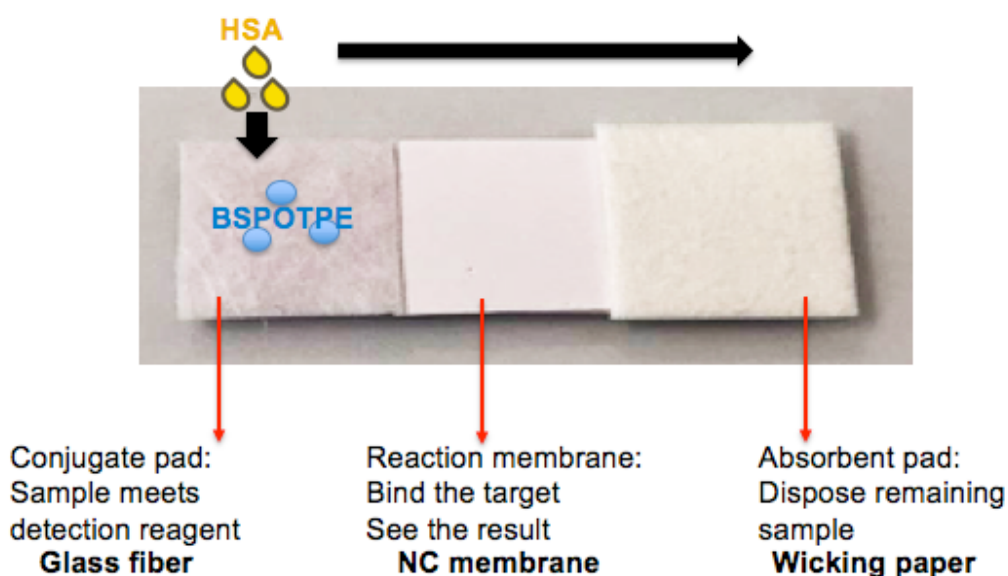 HSA
BSPOTPE
Conjugate pad:
Sample meets
detection reagent
Glass fiber
Reaction membrane:
Bind the target
See the result
NC membrane
Absorbent pad:
Dispose remaining
sample
Wicking paper